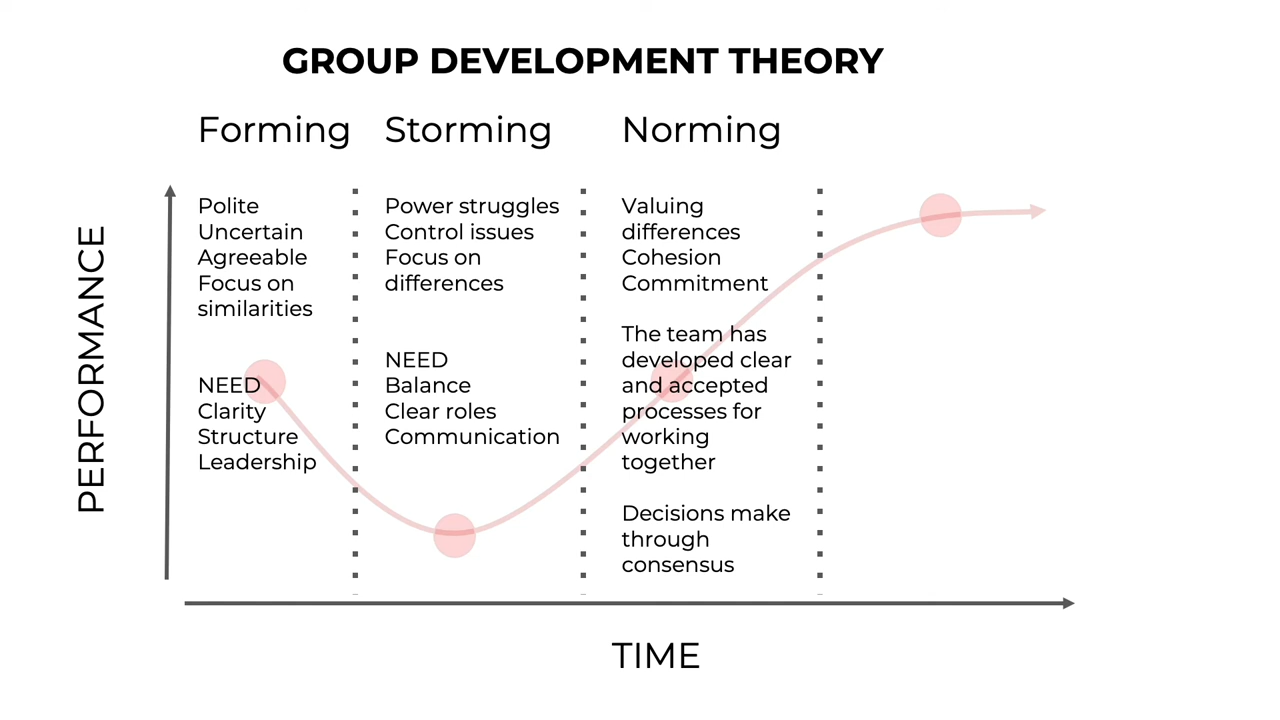 GROUP DEVELOPMENT THEORY
Forming
Storming
Norming
Polite
Uncertain
Agreeable
Focus on
similarities
NEED
Clarity
Structure
Leadership
Power struggles
Control issues
Focus on
differences
NEED
Balance
Clear roles
Communication
Valuing
differences
Cohesion
Commitment
The team has
developed clear
and accepted
processes for
working
together
Decisions make
through
consensus
PERFORMANCE
TIME